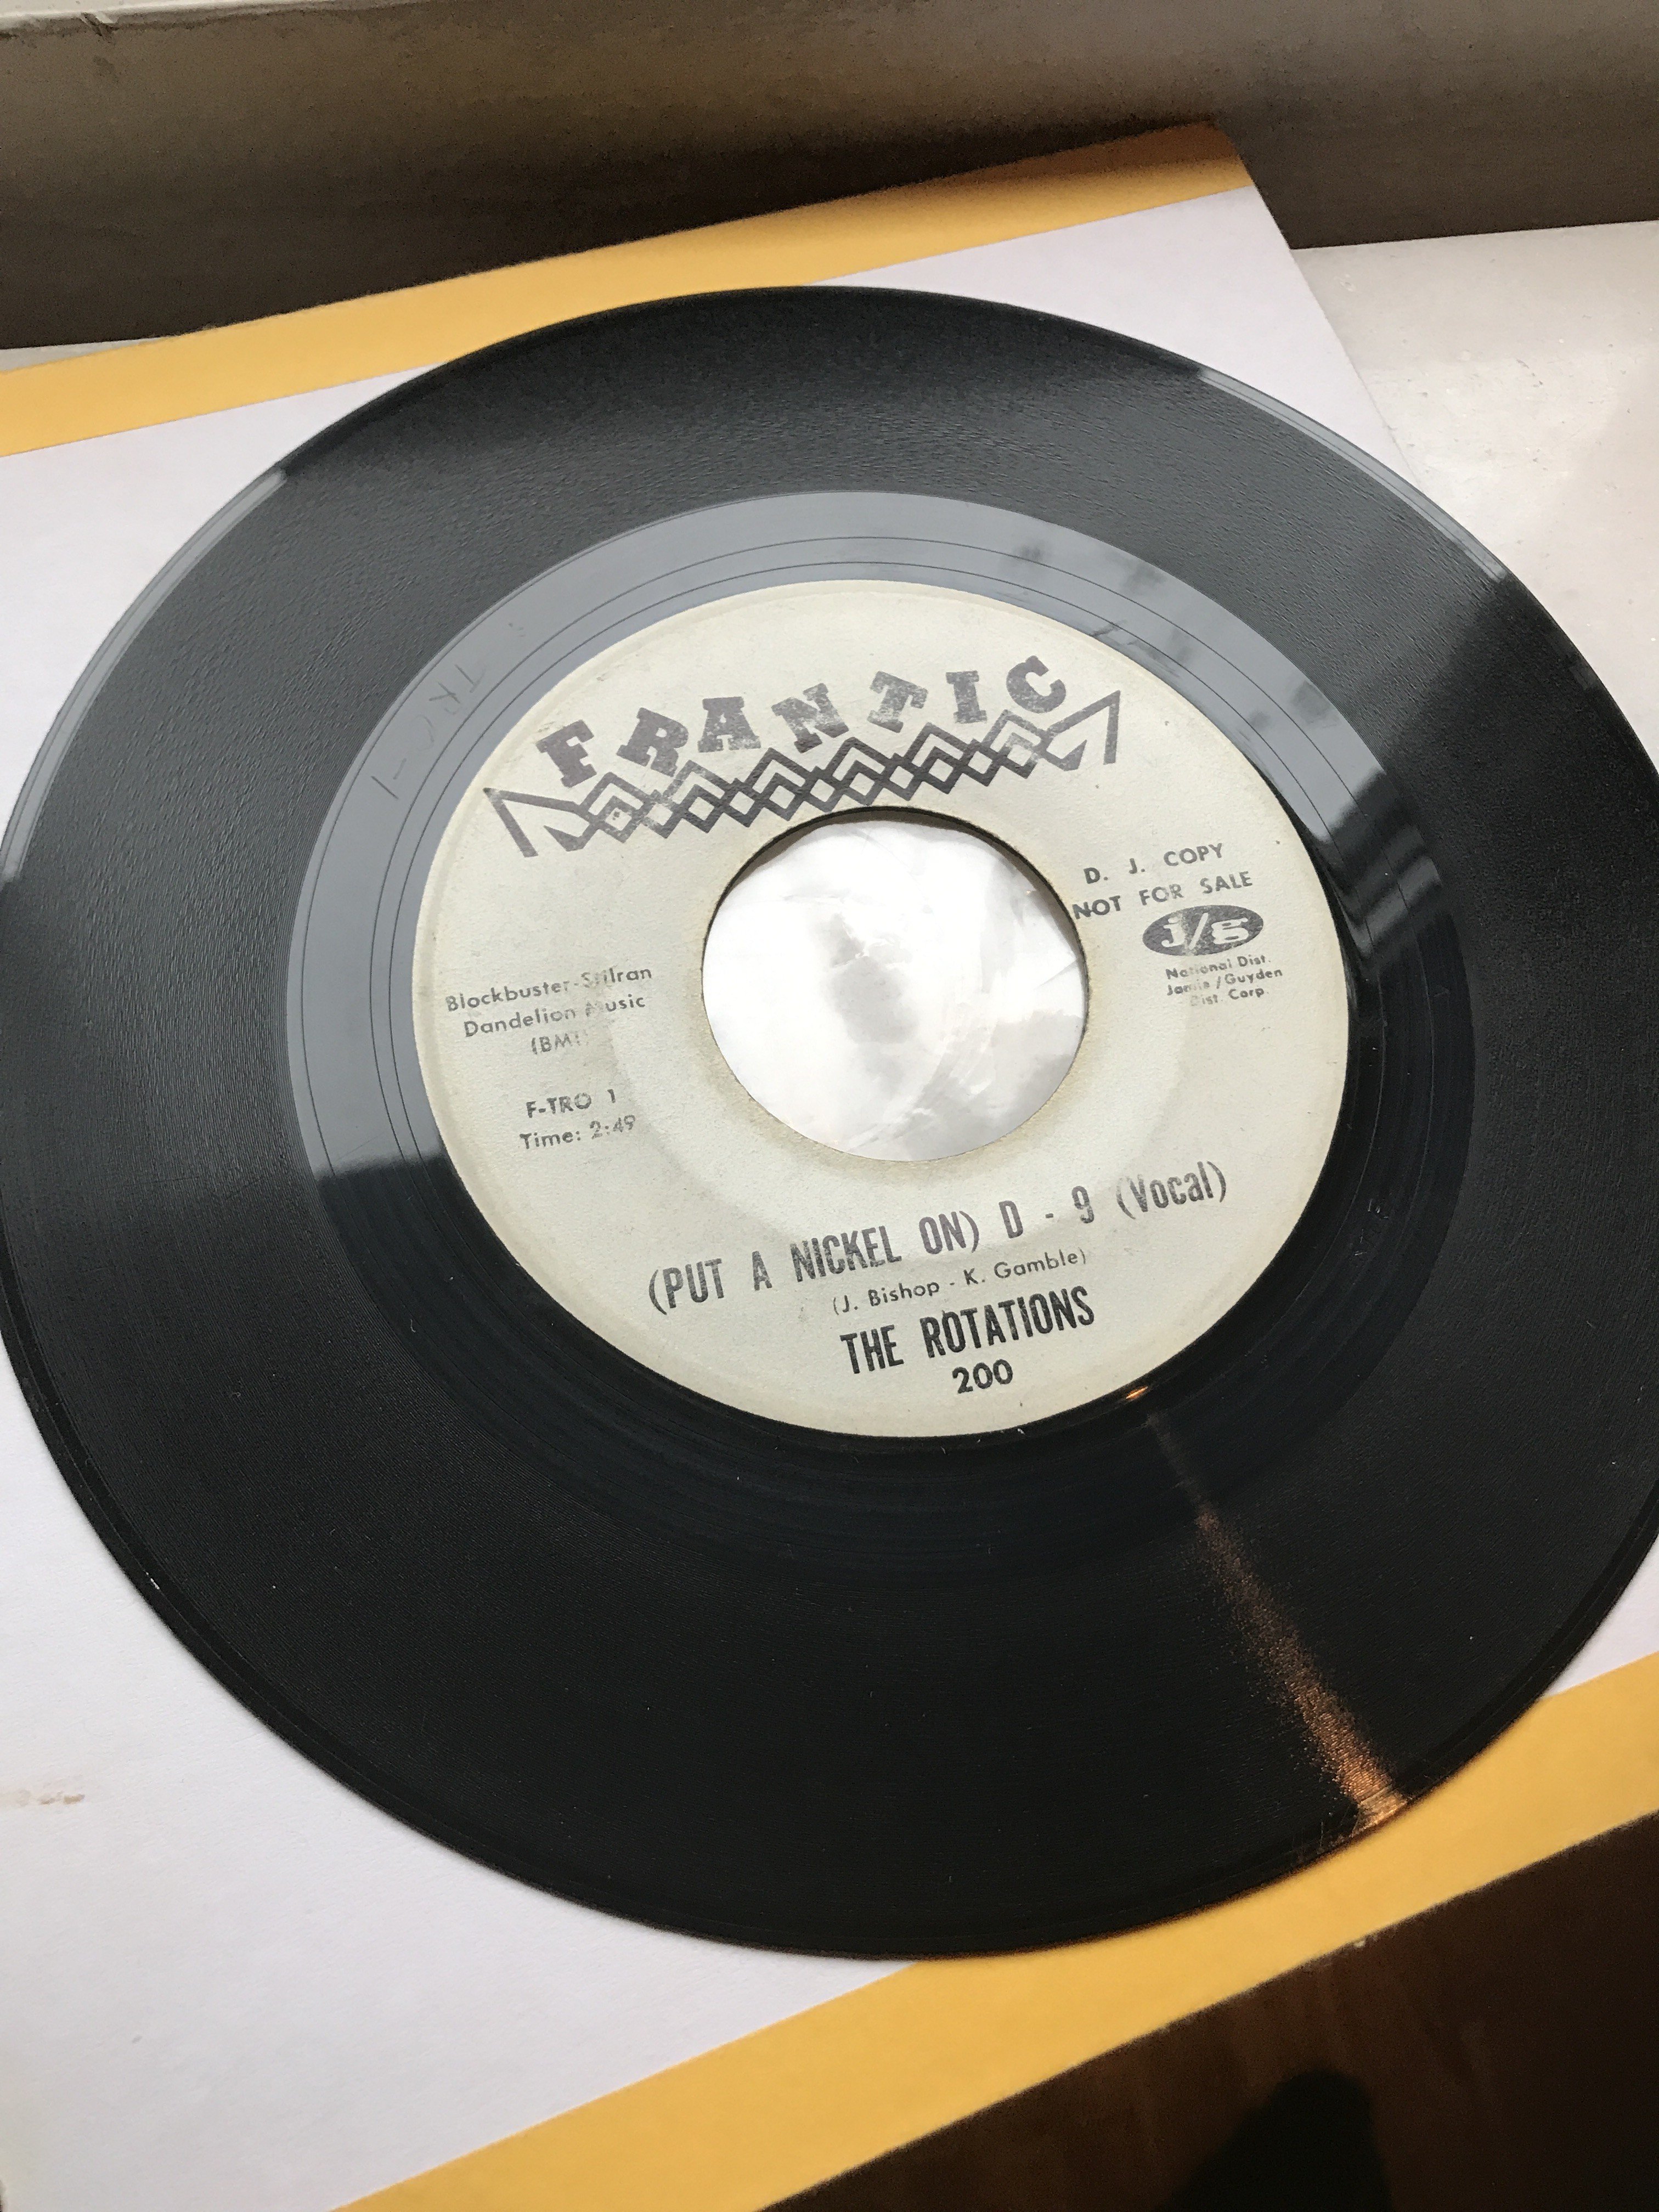 FRANTIC
D. J. COPY
NOT FOR SALE
j/g
National Dist.
Jamie/Guyden
Dist. Corp.
Blockbuster-Stilran
Dandelion Music
(BMI)
F-TRO 1
Time: 2:49
(PUT A NICKEL ON) D - 9 (Vocal)
(J. Bishop - K. Gamble)
THE ROTATIONS
200